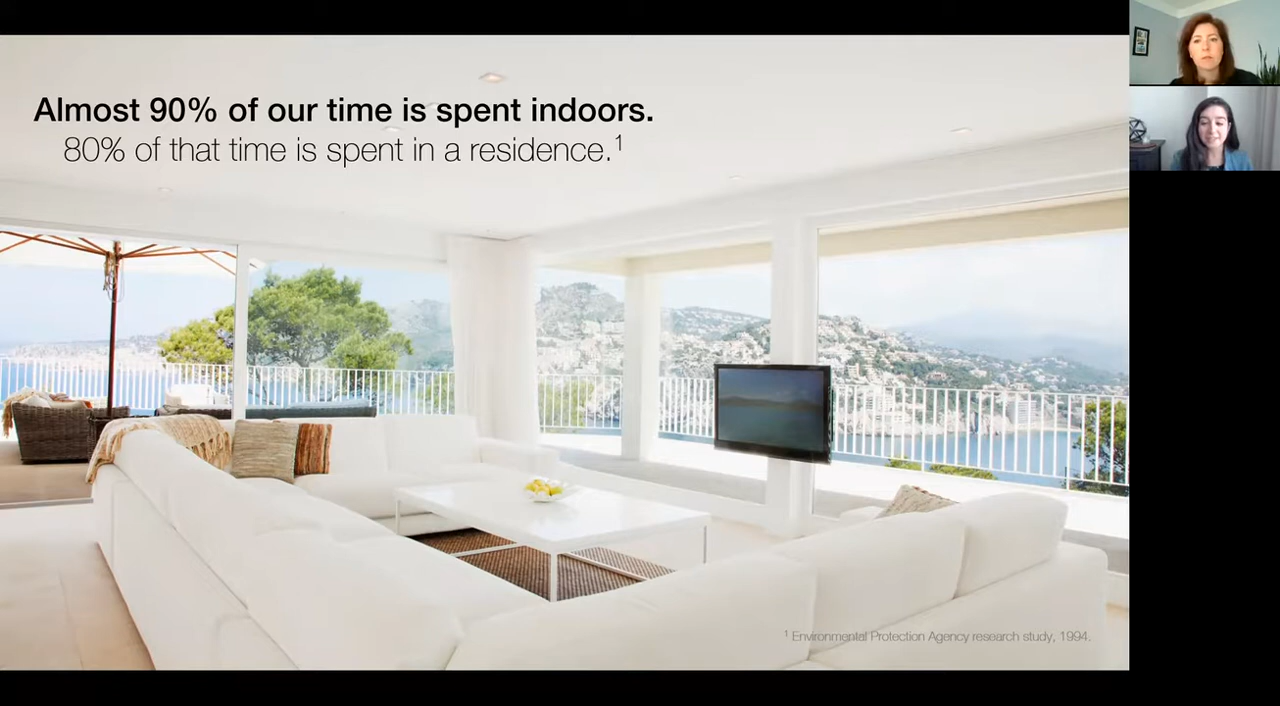 Almost 90% of our time is spent indoors.
80% of that time is spent in a residence.¹
¹ Environmental Protection Agency research study, 1994.